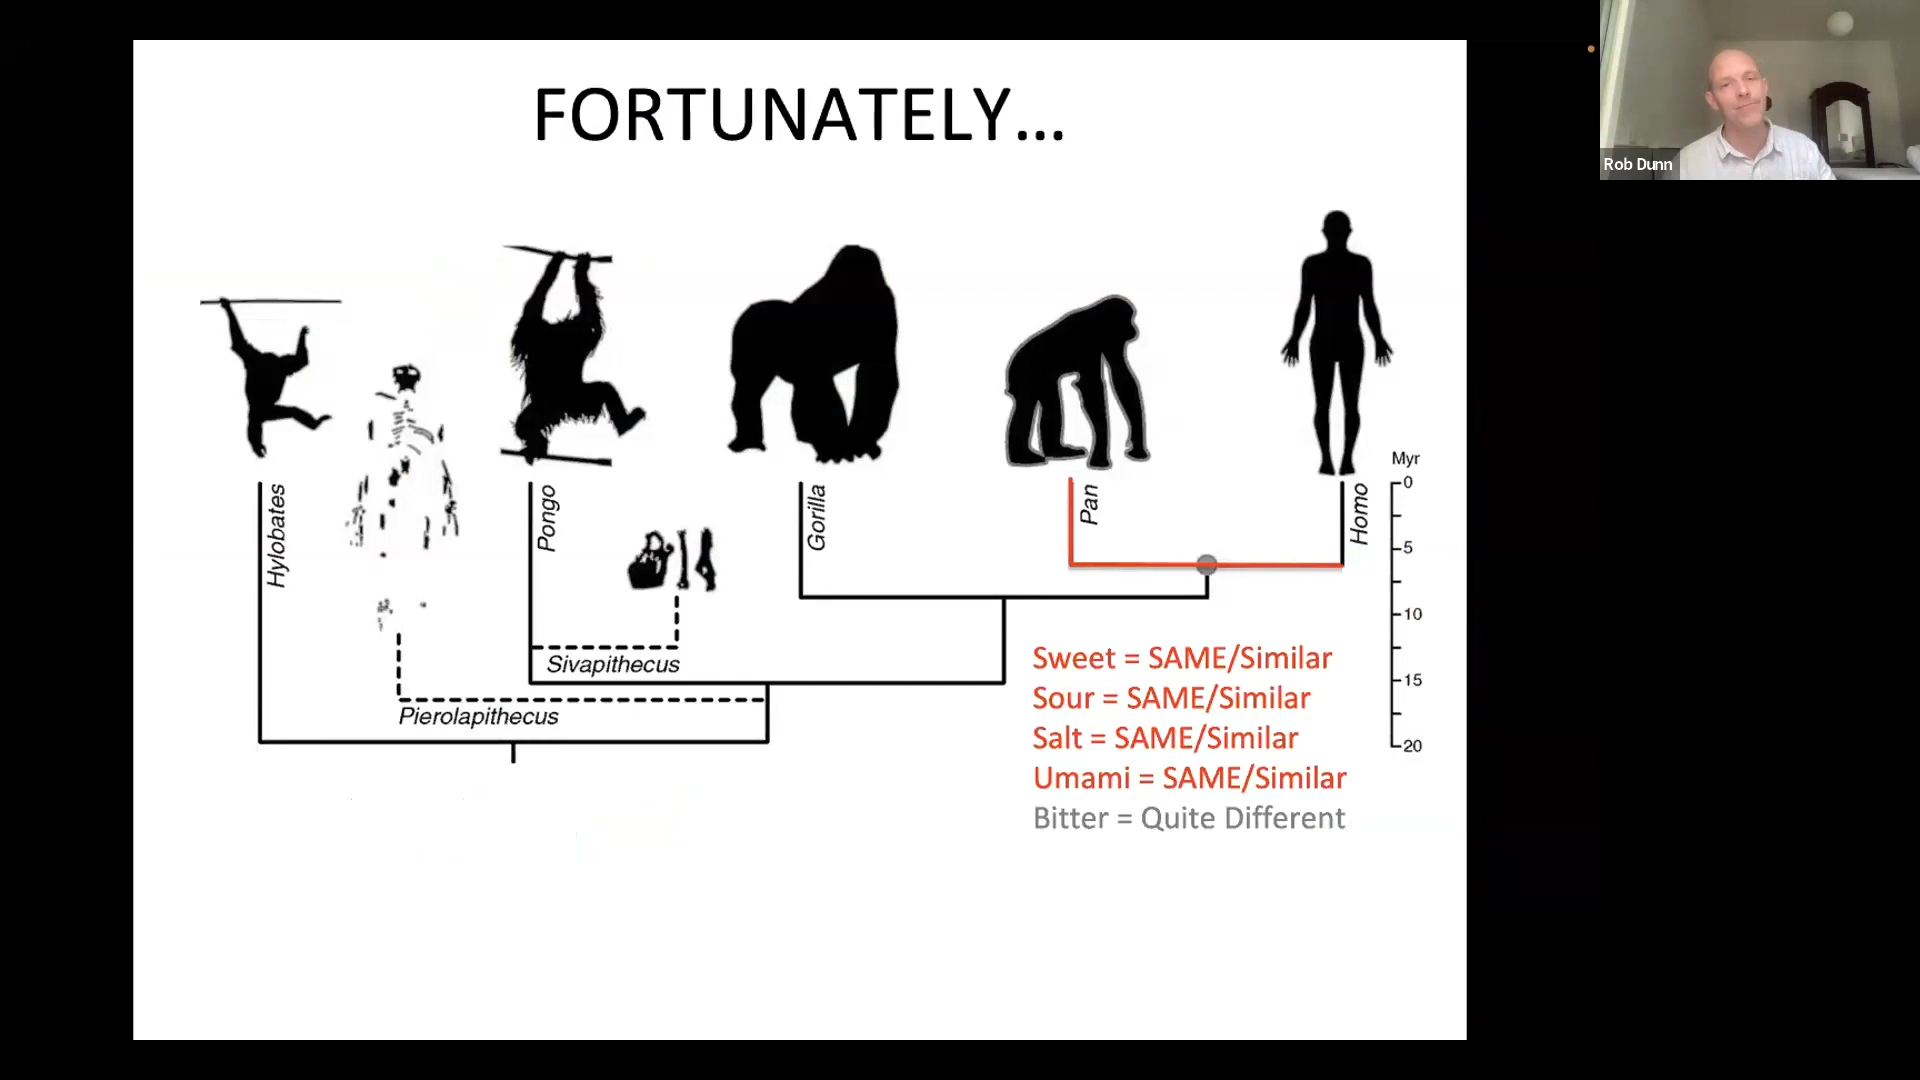 FORTUNATELY...
Rob Dunn
Hylobates
Pongo
Gorilla
Pan
Homo
Myr
0
5
10
15
20
Sivapithecus
Pierolapithecus
Sweet = SAME/Similar
Sour = SAME/Similar
Salt = SAME/Similar
Umami = SAME/Similar
Bitter = Quite Different